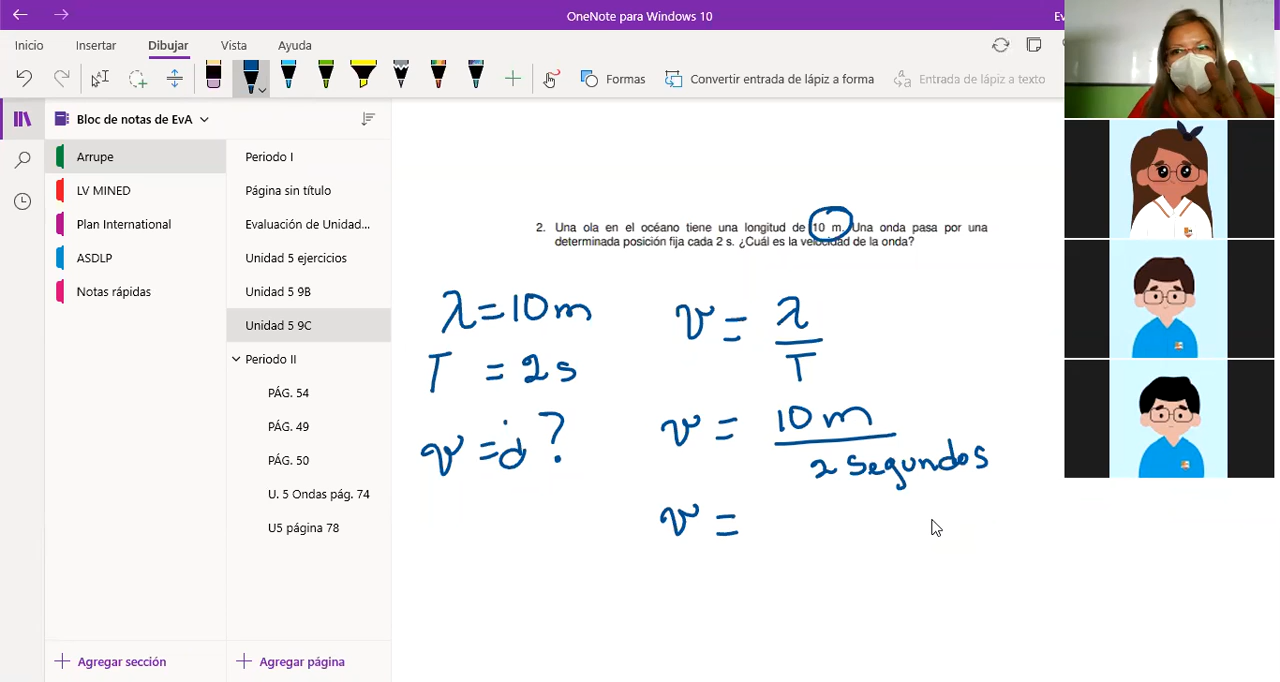 OneNote para Windows 10
Ev
Inicio Insertar Dibujar Vista Ayuda
Formas Convertir entrada de lápiz a forma Entrada de lápiz a texto
Bloc de notas de EvA
Arrupe
LV MINED
Plan International
ASDLP
Notas rápidas
Agregar sección
Periodo I
Página sin título
Evaluación de Unidad...
Unidad 5 ejercicios
Unidad 5 9B
Unidad 5 9C
Periodo II
PÁG. 54
PÁG. 49
PÁG. 50
U. 5 Ondas pág. 74
U5 página 78
Agregar página
2. Una ola en el océano tiene una longitud de 10 m. Una onda pasa por una
determinada posición fija cada 2 s. ¿Cuál es la velocidad de la onda?
λ = 10 m
T = 2 s
v = ¿?
v = λ
T
v = 10 m
2 segundos
v =